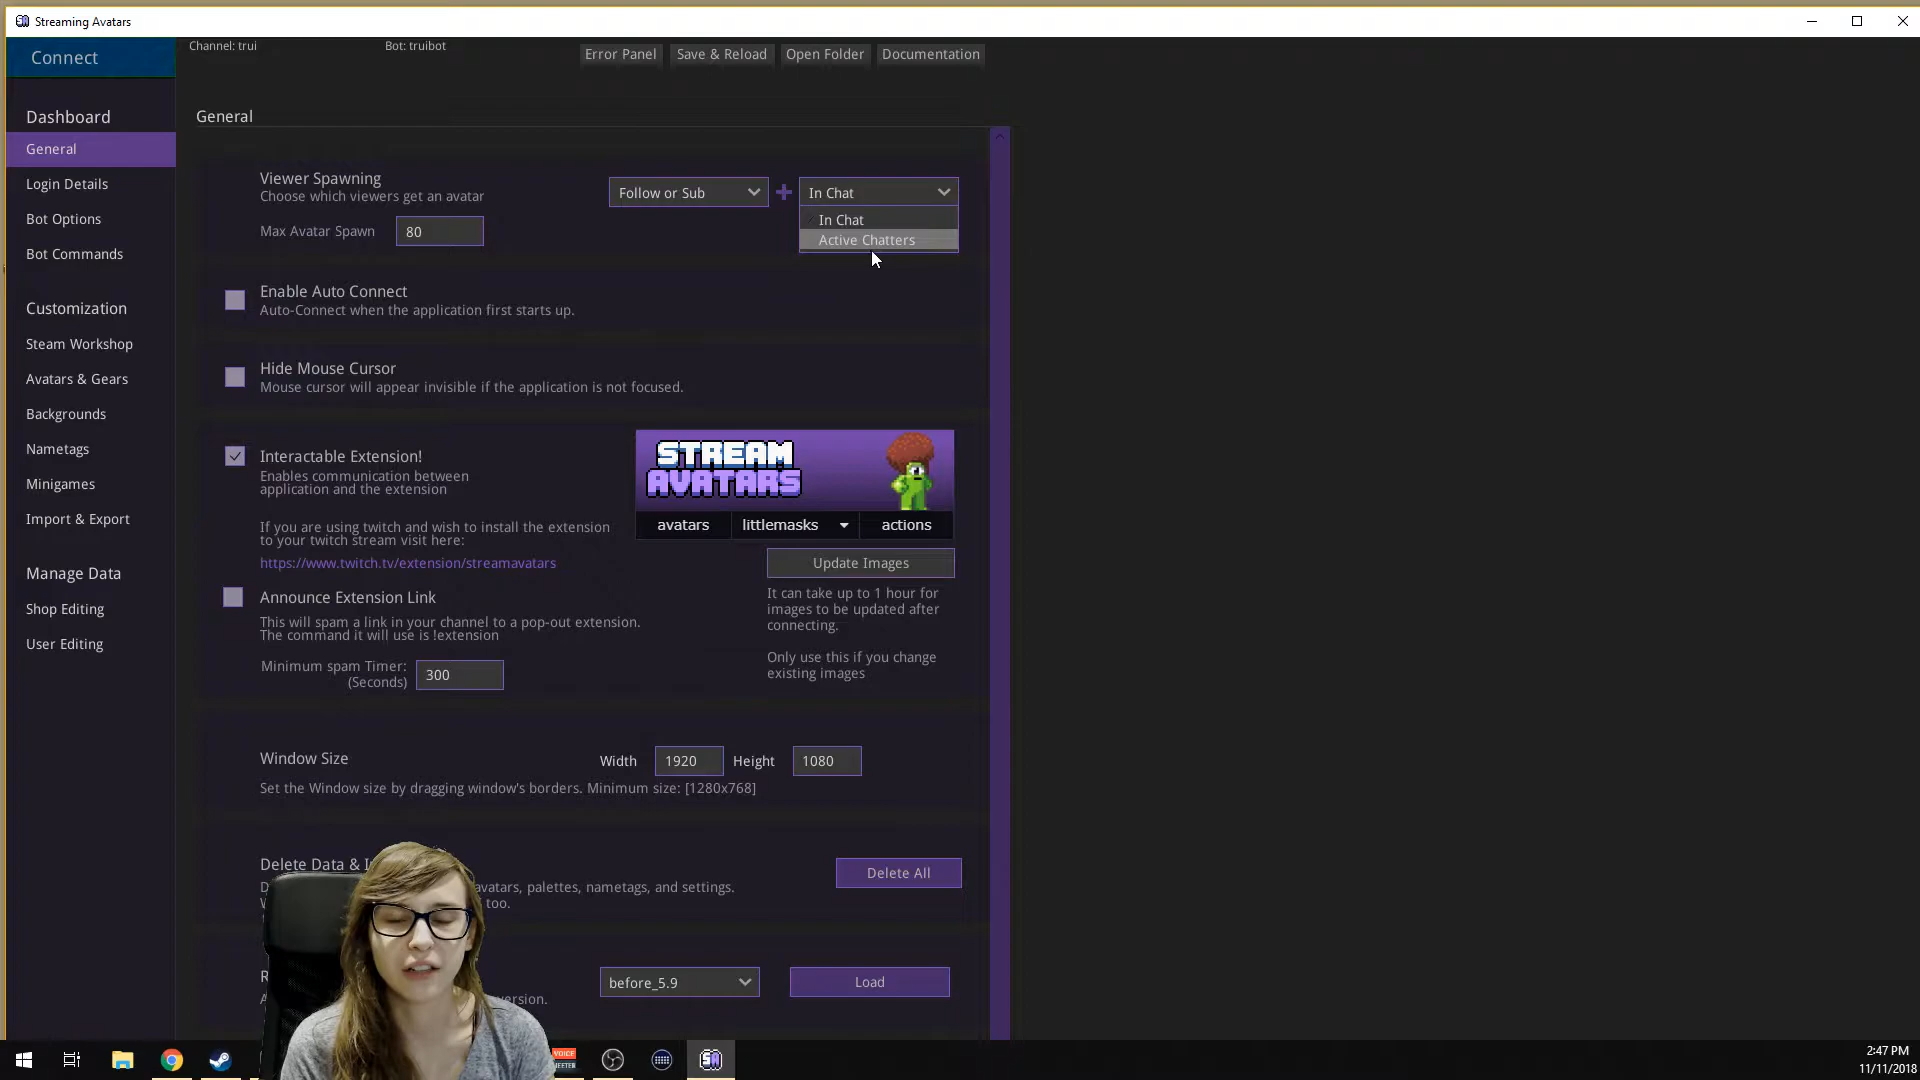 Streaming Avatars
Connect
Channel: trui
Bot: truibot
Error Panel
Save & Reload
Open Folder
Documentation
Dashboard
General
Login Details
Bot Options
Bot Commands
Customization
Steam Workshop
Avatars & Gears
Backgrounds
Nametags
Minigames
Import & Export
Manage Data
Shop Editing
User Editing
General
Viewer Spawning
Choose which viewers get an avatar
Follow or Sub
+
In Chat
In Chat
Active Chatters
Max Avatar Spawn
80
Enable Auto Connect
Auto-Connect when the application first starts up.
Hide Mouse Cursor
Mouse cursor will appear invisible if the application is not focused.
Interactable Extension!
Enables communication between
application and the extension
If you are using twitch and wish to install the extension
to your twitch stream visit here:
https://www.twitch.tv/extension/streamavatars
STREAM
AVATARS
avatars
littlemasks
actions
Update Images
It can take up to 1 hour for
images to be updated after
connecting.
Only use this if you change
existing images
Announce Extension Link
This will spam a link in your channel to a pop-out extension.
The command it will use is !extension
Minimum spam Timer:
(Seconds)
300
Window Size
Width
1920
Height
1080
Set the Window size by dragging window's borders. Minimum size: [1280x768]
Delete Data &
avatars, palettes, nametags, and settings.
too.
Delete All
before_5.9
Load
VOICE
2:47 PM
11/11/2018